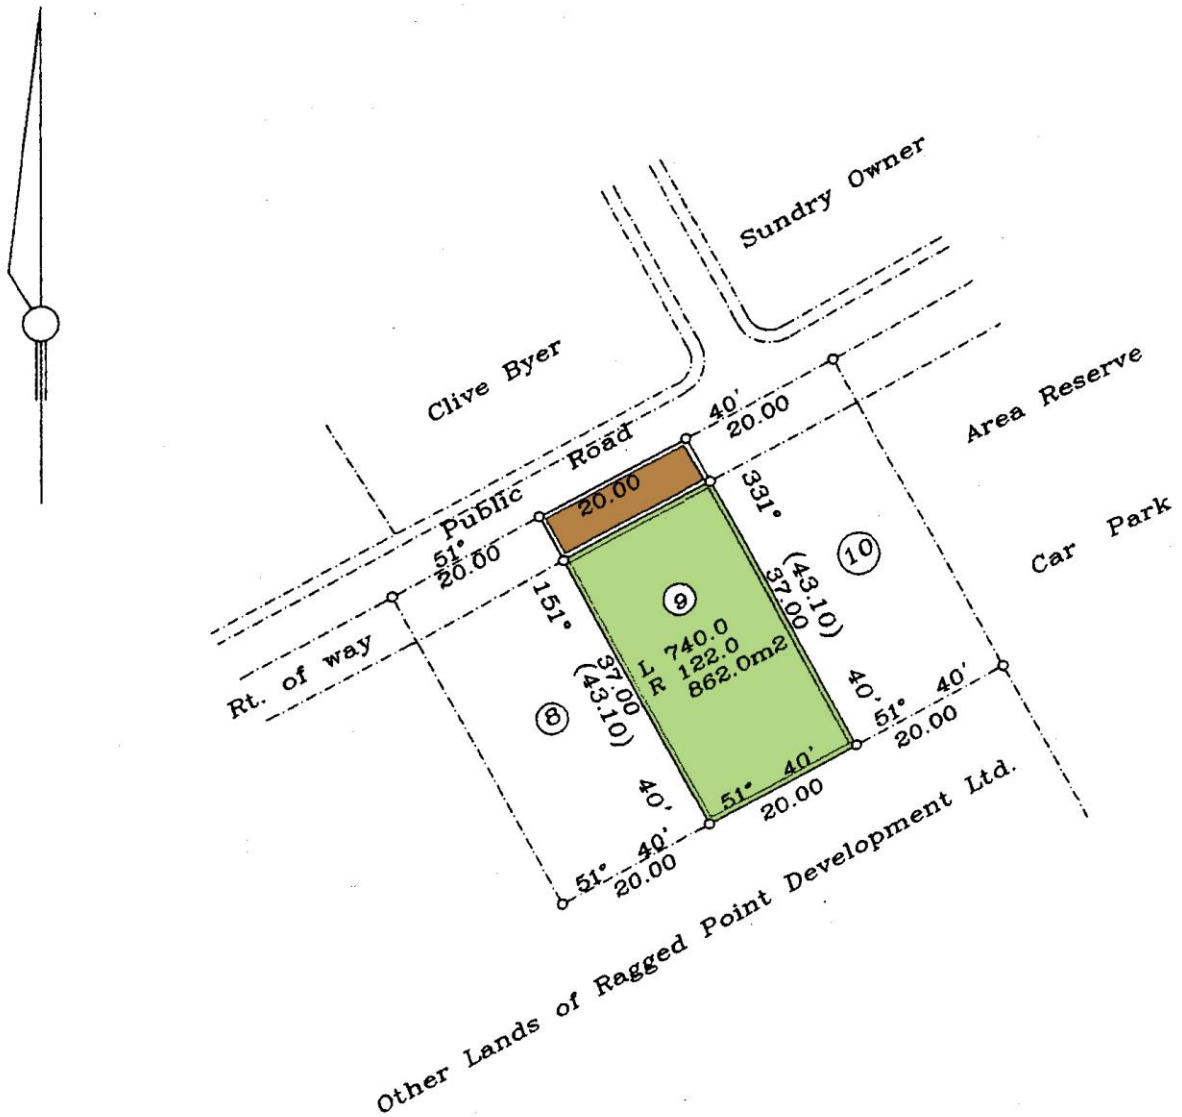 Sundry Owner
Clive Byer
Area Reserve
Car Park
Public Road
Rt. of way
40'
20.00
20.00
51°
20.00
331°
(43.10)
37.00
40'
151°
37.00
(43.10)
40'
10
9
8
L 740.0
R 122.0
862.0m2
51° 40'
20.00
51° 40'
20.00
51° 40'
20.00
Other Lands of Ragged Point Development Ltd.